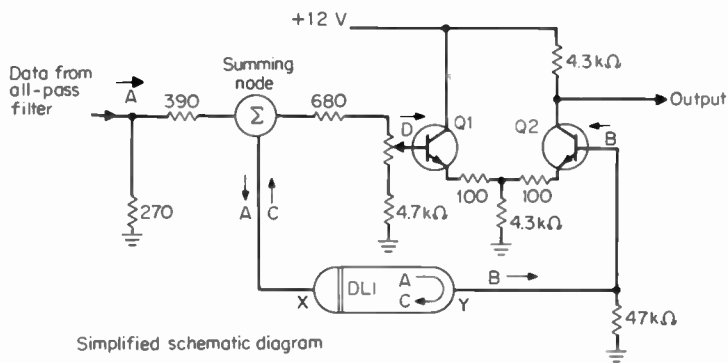 +12 V
4.3kΩ
Data from
all-pass
filter
A
390
Summing
node
Σ
680
D
Q1
Q2
B
Output
270
A
C
4.7kΩ
100
100
4.3kΩ
X
DL1
A
C
Y
B
47kΩ
Simplified schematic diagram